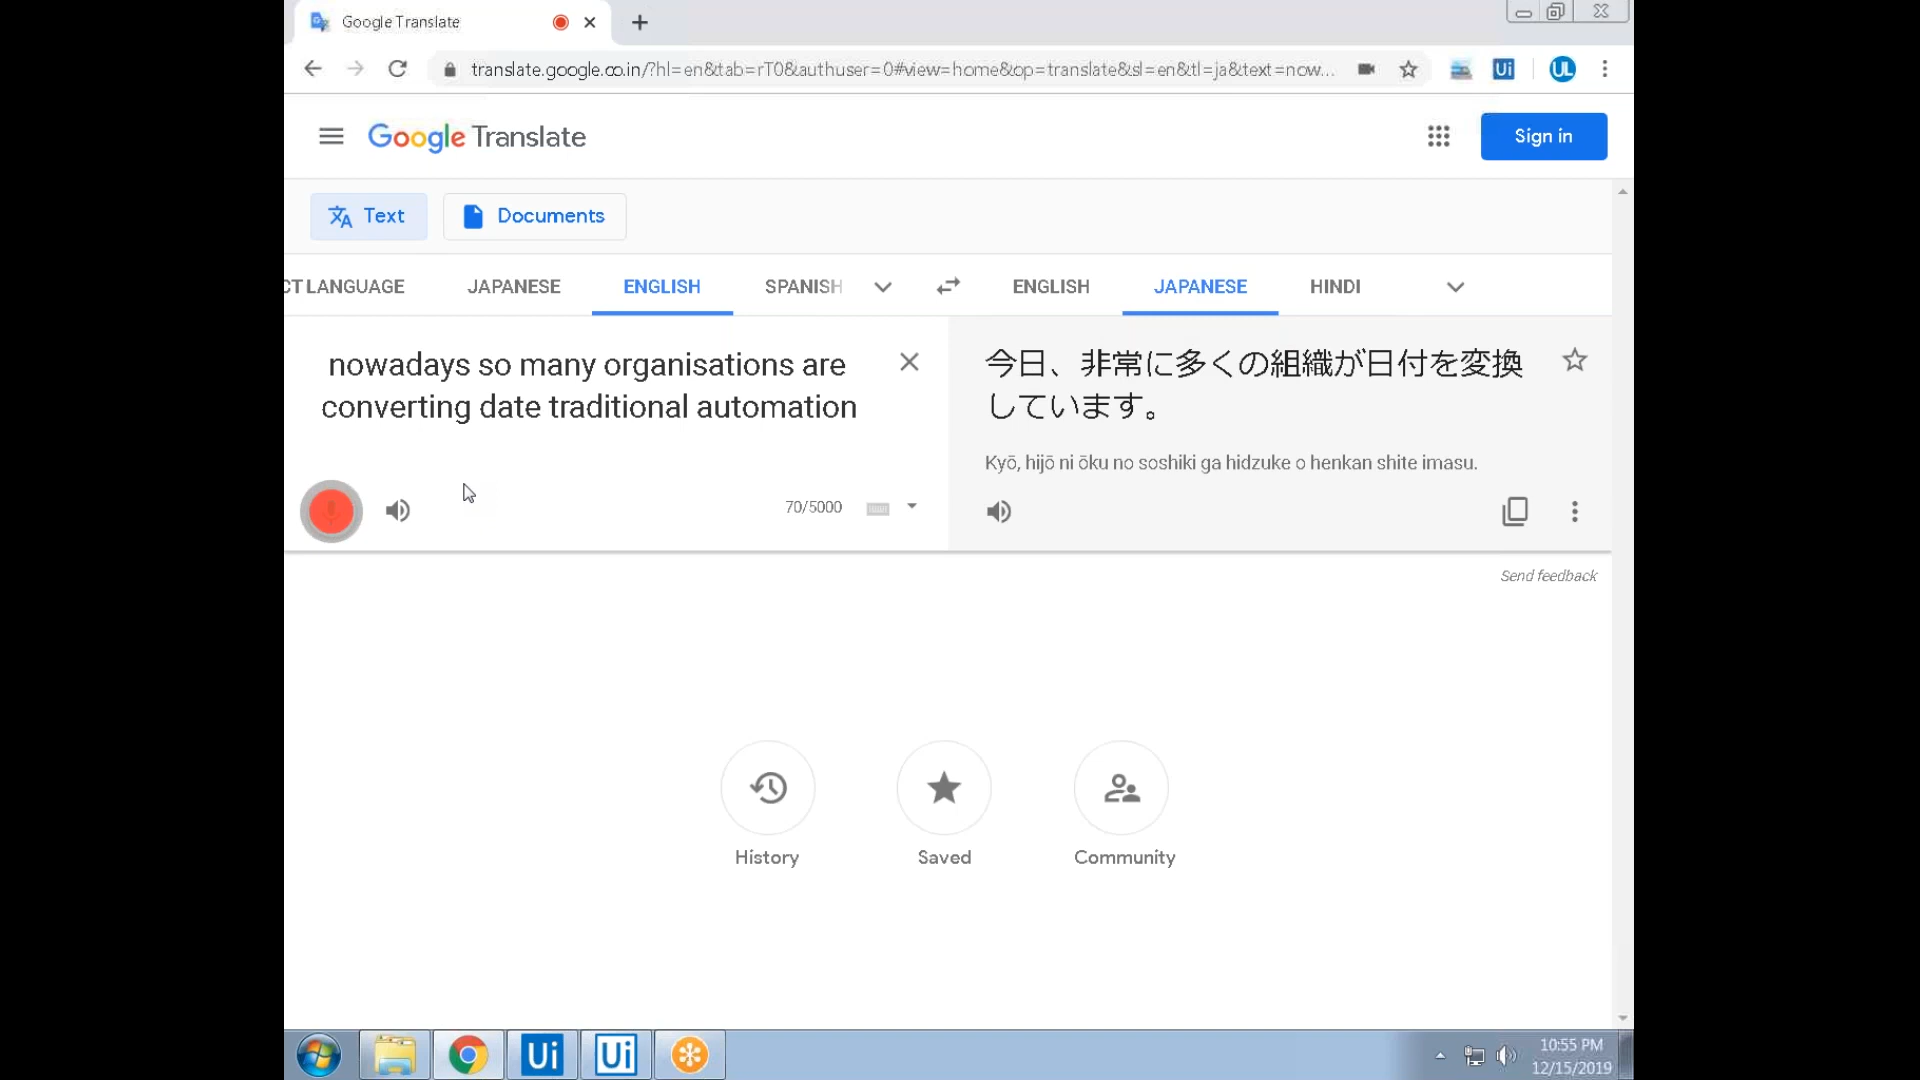 Google Translate
translate.google.co.in/?hl=en&tab=rT0&authuser=0#view=home&op=translate&sl=en&tl=ja&text=now...
Ui
UL
Google Translate
Sign in
Text
Documents
CT LANGUAGE
JAPANESE
ENGLISH
SPANISH
ENGLISH
JAPANESE
HINDI
nowadays so many organisations are
converting date traditional automation
今日、非常に多くの組織が日付を変換
しています。
Kyō, hijō ni ōku no soshiki ga hidzuke o henkan shite imasu.
70/5000
Send feedback
History
Saved
Community
Ui
Ui
10:55 PM
12/15/2019